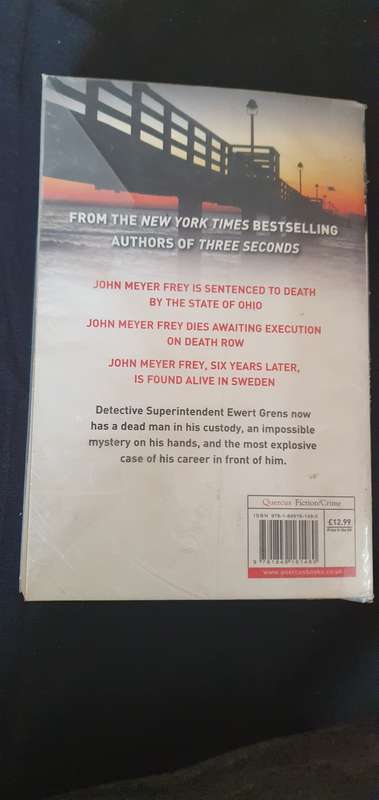 FROM THE NEW YORK TIMES BESTSELLING
AUTHORS OF THREE SECONDS
JOHN MEYER FREY IS SENTENCED TO DEATH
BY THE STATE OF OHIO
JOHN MEYER FREY DIES AWAITING EXECUTION
ON DEATH ROW
JOHN MEYER FREY, SIX YEARS LATER,
IS FOUND ALIVE IN SWEDEN
Detective Superintendent Ewert Grens now
has a dead man in his custody, an impossible
mystery on his hands, and the most explosive
case of his career in front of him.
Quercus Fiction/Crime
ISBN
£12.99
www.quercusbooks.co.uk